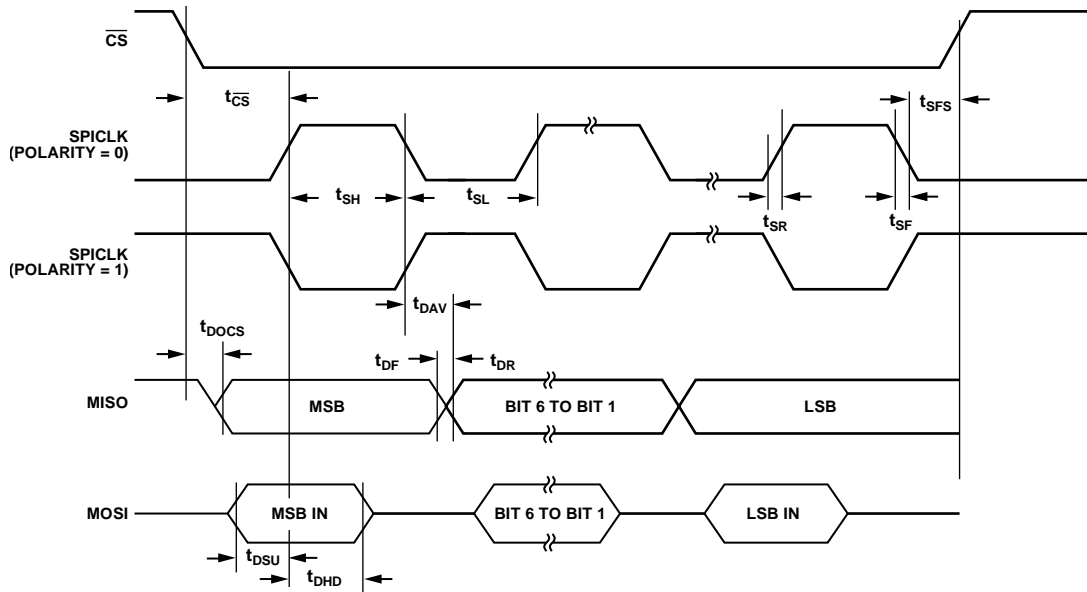 CS
tCS
tSFS
SPICLK
(POLARITY = 0)
tSH
tSL
tSR
tSF
SPICLK
(POLARITY = 1)
tDAV
tDOCS
tDF
tDR
MISO
MSB
BIT 6 TO BIT 1
LSB
MOSI
MSB IN
BIT 6 TO BIT 1
LSB IN
tDSU
tDHD